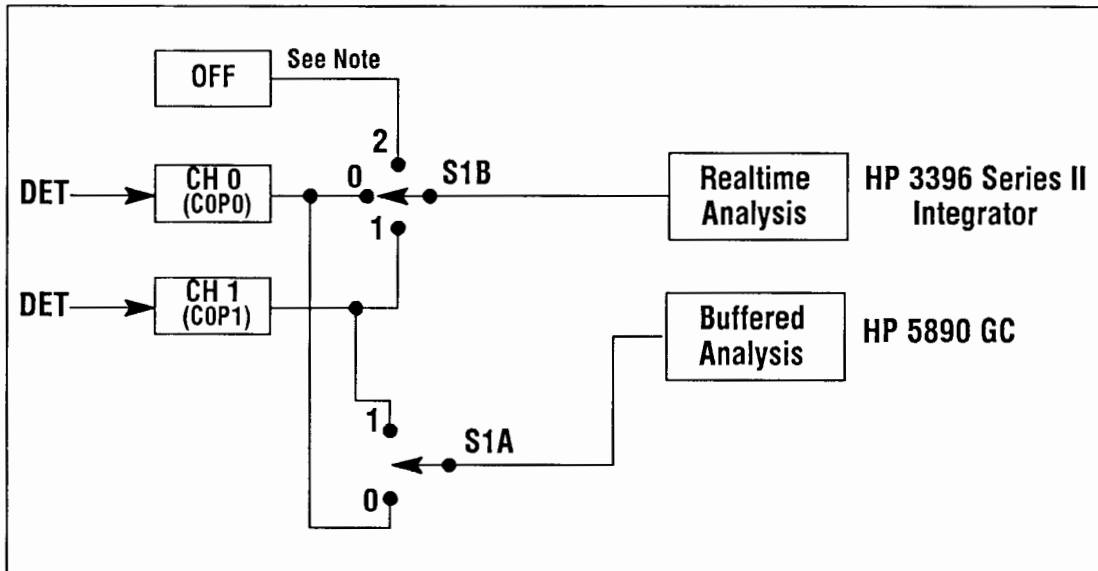 OFF
See Note
2
DET
CH 0
(COP0)
0
S1B
Realtime
Analysis
HP 3396 Series II
Integrator
1
DET
CH 1
(COP1)
Buffered
Analysis
HP 5890 GC
1
S1A
0